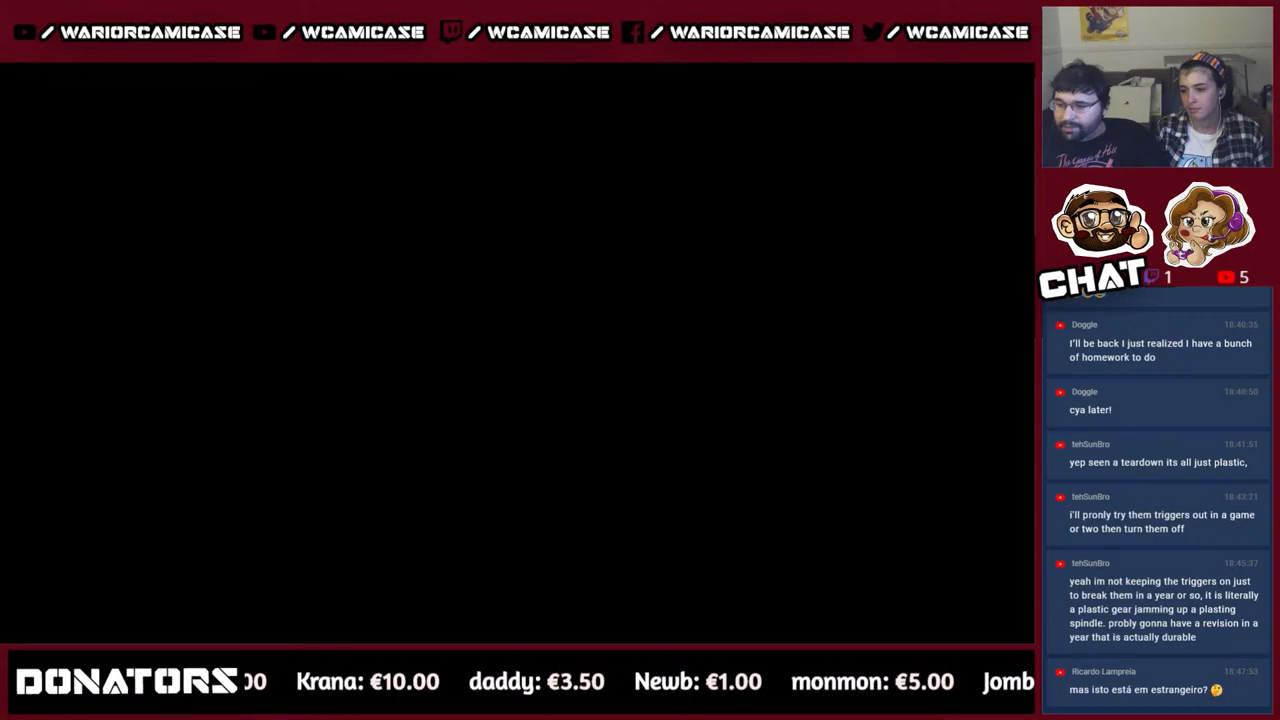 / WARIORCAMICASE / WCAMICASE / WCAMICASE / WARIORCAMICASE / WCAMICASE
CHAT 1 5
Doggle 18:40:35
I'll be back I just realized I have a bunch
of homework to do
Doggle 18:40:50
cya later!
tehSunBro 18:41:51
yep seen a teardown its all just plastic,
tehSunBro 18:43:21
i'll pronly try them triggers out in a game
or two then turn them off
tehSunBro 18:45:37
yeah im not keeping the triggers on just
to break them in a year or so, it is literally
a plastic gear jamming up a plasting
spindle. probly gonna have a revision in a
year that is actually durable
Ricardo Lampreia 18:47:53
mas isto está em estrangeiro? 🤔
DONATORS 00 Krana: €10.00 daddy: €3.50 Newb: €1.00 monmon: €5.00 Jomb